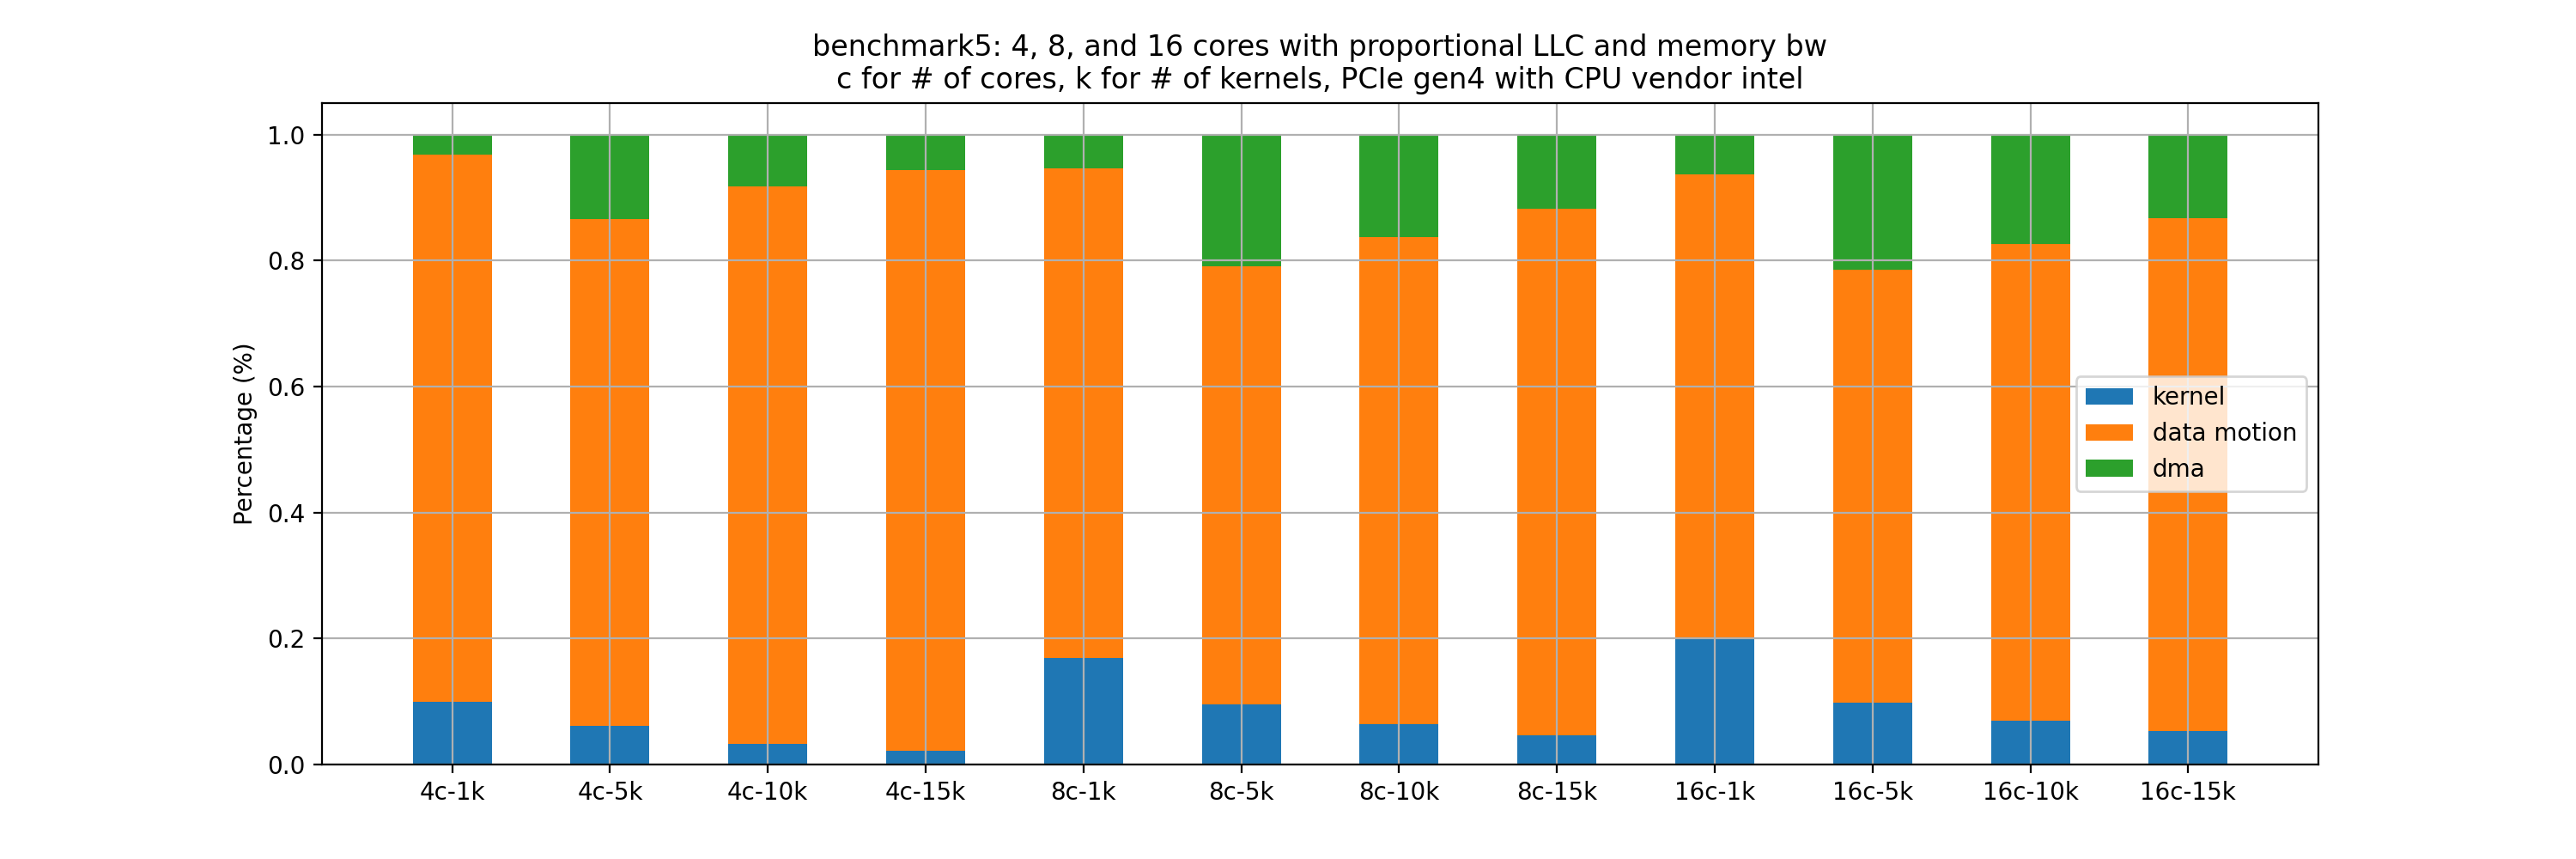 benchmark5: 4, 8, and 16 cores with proportional LLC and memory bw
c for # of cores, k for # of kernels, PCIe gen4 with CPU vendor intel
Percentage (%)
1.0
0.8
0.6
0.4
0.2
0.0
kernel
data motion
dma
4c-1k 4c-5k 4c-10k 4c-15k 8c-1k 8c-5k 8c-10k 8c-15k 16c-1k 16c-5k 16c-10k 16c-15k